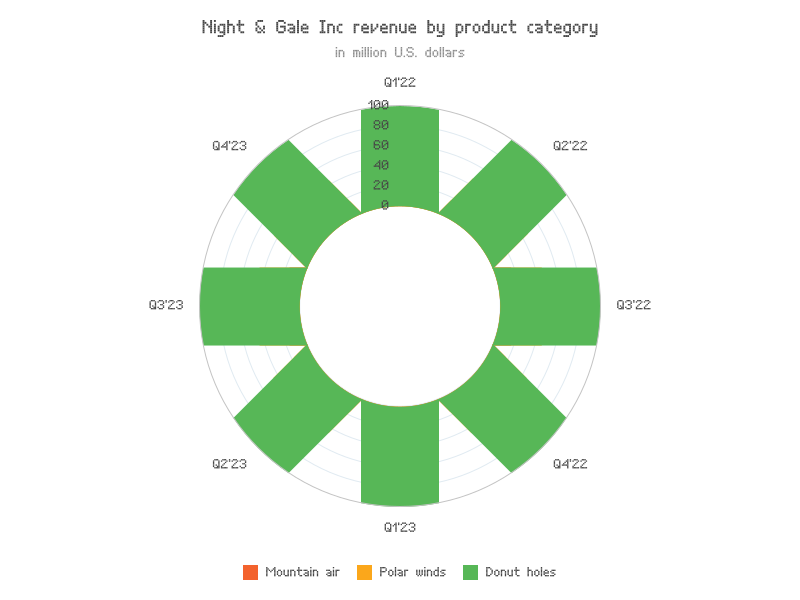 Night & Gale Inc revenue by product category
in million U.S. dollars
Q1'22
100
80
60
40
20
0
Q4'23
Q2'22
Q3'23
Q3'22
Q2'23
Q4'22
Q1'23
Mountain air
Polar winds
Donut holes